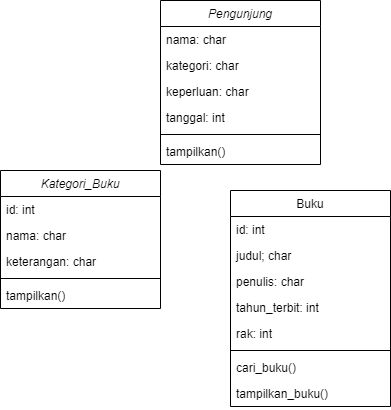 Pengunjung
nama: char
kategori: char
keperluan: char
tanggal: int
tampilkan()
Kategori_Buku
id: int
nama: char
keterangan: char
tampilkan()
Buku
id: int
judul; char
penulis: char
tahun_terbit: int
rak: int
cari_buku()
tampilkan_buku()